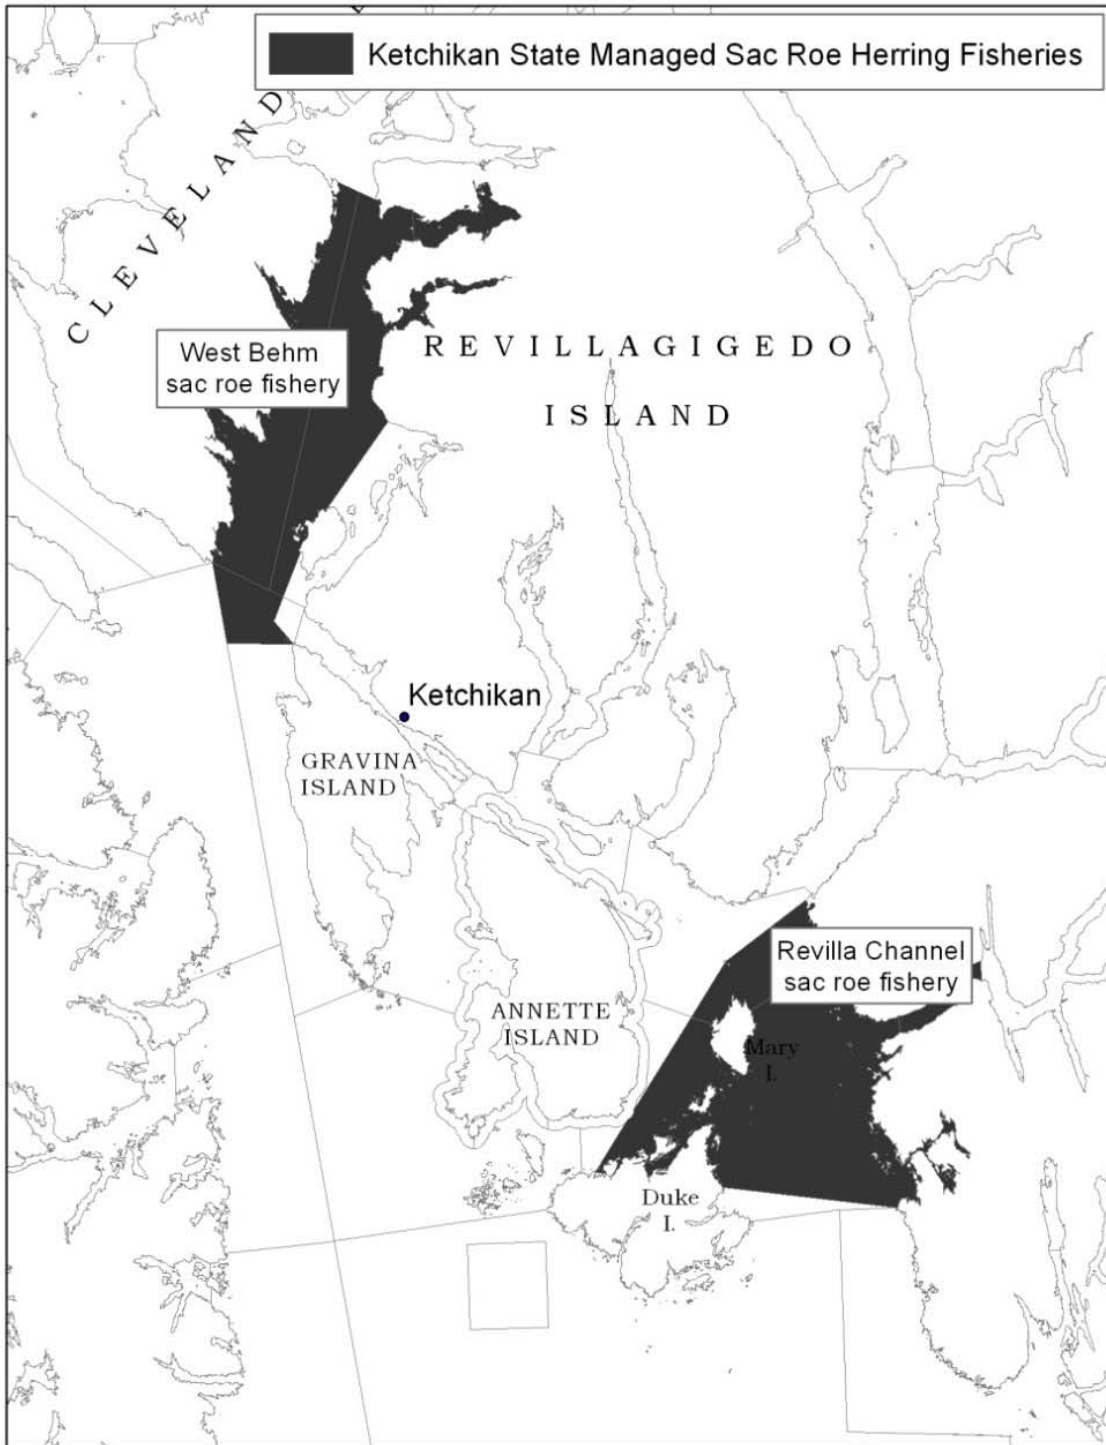 Ketchikan State Managed Sac Roe Herring Fisheries
CLEVELAND
West Behm
sac roe fishery
REVILLAGIGEDO
ISLAND
Ketchikan
GRAVINA
ISLAND
Revilla Channel
sac roe fishery
ANNETTE
ISLAND
Mary
I.
Duke
I.